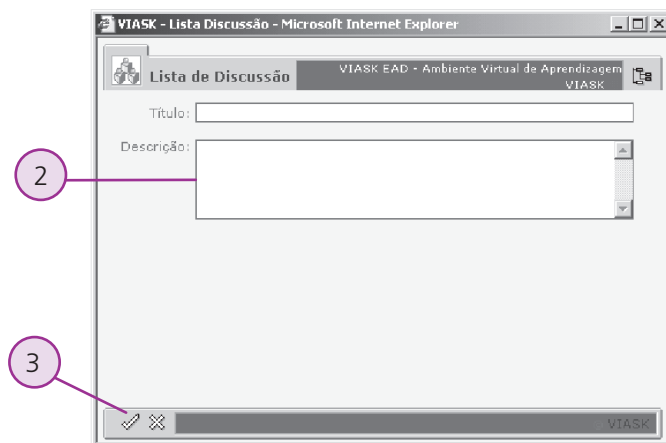 VIASK - Lista Discussão - Microsoft Internet Explorer
Lista de Discussão
VIASK EAD - Ambiente Virtual de Aprendizagem
VIASK
Título:
Descrição:
2
3
VIASK